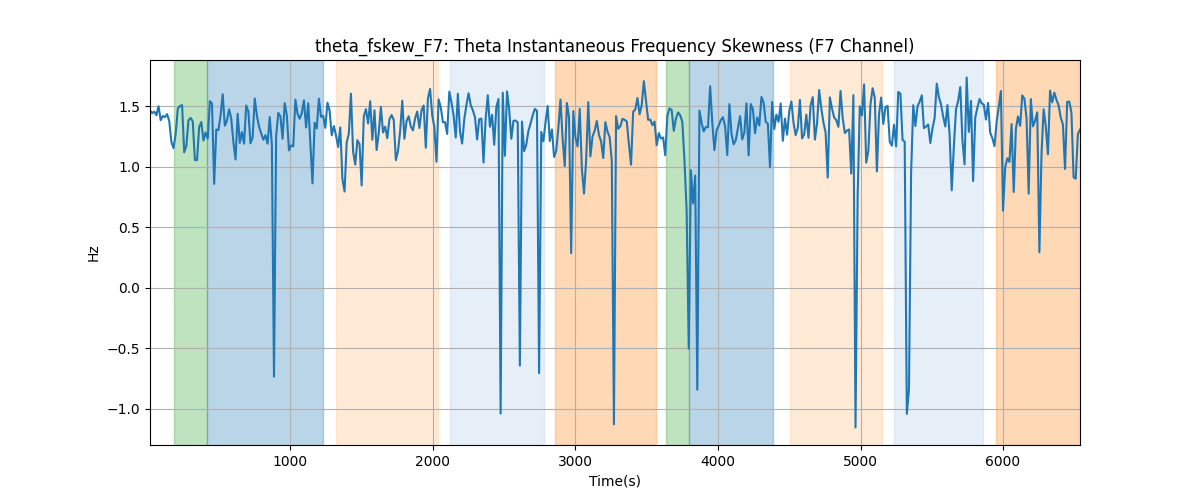 theta_fskew_F7: Theta Instantaneous Frequency Skewness (F7 Channel)
1.5
1.0
0.5
0.0
−0.5
−1.0
Hz
1000 2000 3000 4000 5000 6000
Time(s)